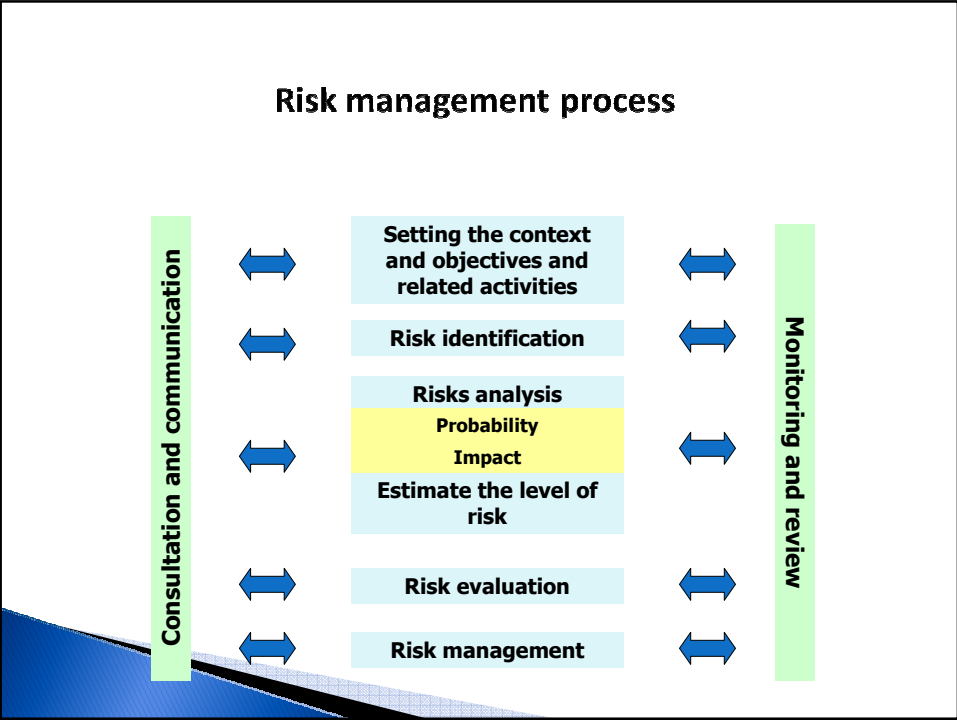 Risk management process
Consultation and communication
Setting the context
and objectives and
related activities
Risk identification
Risks analysis
Probability
Impact
Estimate the level of
risk
Risk evaluation
Risk management
Monitoring and review